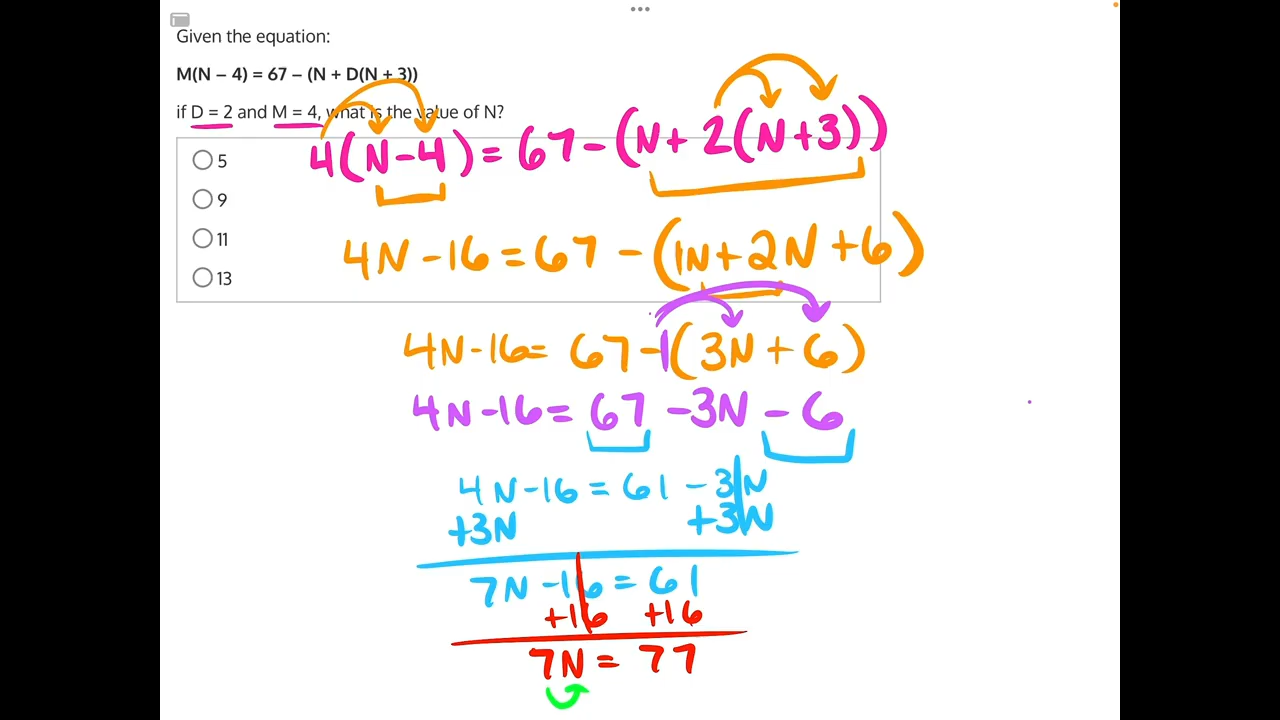 Given the equation:
M(N – 4) = 67 – (N + D(N + 3))
if D = 2 and M = 4, what is the value of N?
4(N-4) = 67-(N+2(N+3))
5
9
11
13
4N-16=67-(1N+2N+6)
4N-16= 67-1(3N+6)
4N-16= 67-3N-6
4N-16=61-3N
+3N +3N
7N-16=61
+16 +16
7N=77